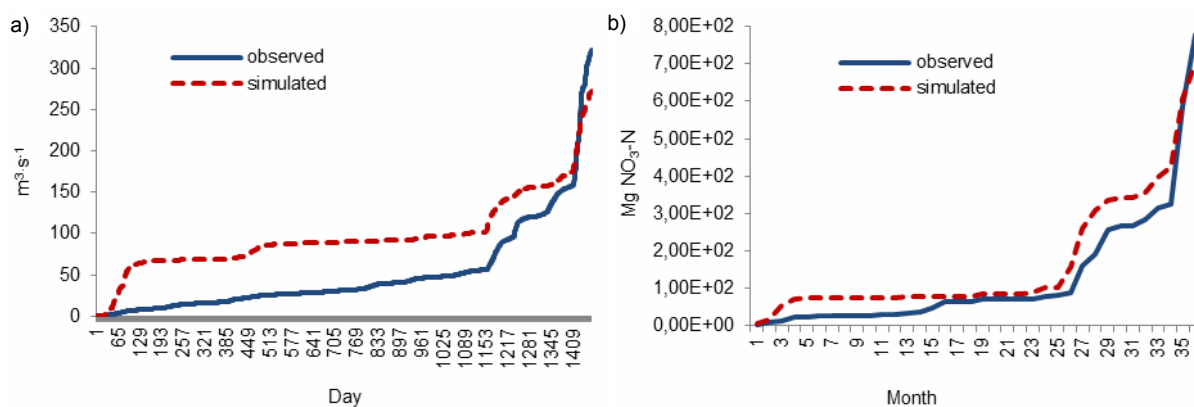 a)
350
300
250
200
150
100
50
0
m³.s⁻¹
observed
simulated
1
65
129
193
257
321
385
449
513
577
641
705
769
833
897
961
1025
1089
1153
1217
1281
1345
1409
Day
b)
8,00E+02
7,00E+02
6,00E+02
5,00E+02
4,00E+02
3,00E+02
2,00E+02
1,00E+02
0,00E+00
Mg NO₃-N
observed
simulated
1
3
5
7
9
11
13
15
17
19
21
23
25
27
29
31
33
35
Month